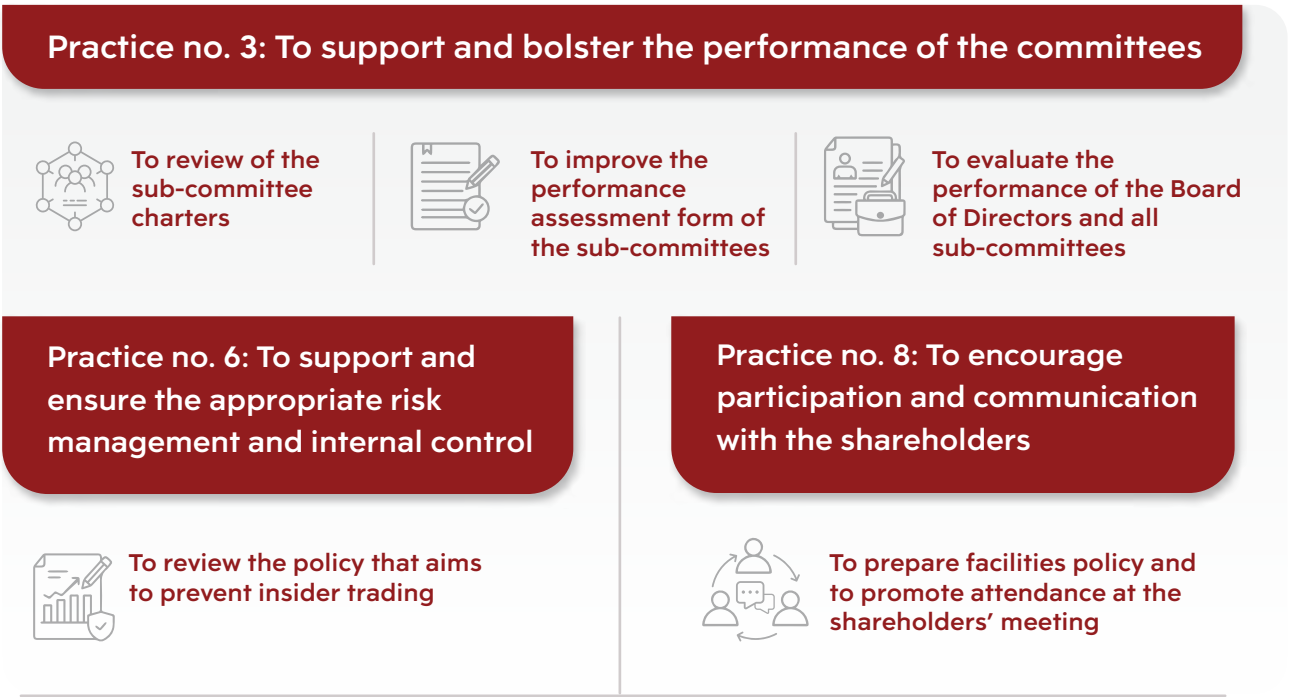 Practice no. 3: To support and bolster the performance of the committees
To review of the
sub-committee
charters
To improve the
performance
assessment form of
the sub-committees
To evaluate the
performance of the Board
of Directors and all
sub-committees
Practice no. 6: To support and
ensure the appropriate risk
management and internal control
To review the policy that aims
to prevent insider trading
Practice no. 8: To encourage
participation and communication
with the shareholders
To prepare facilities policy and
to promote attendance at the
shareholders’ meeting